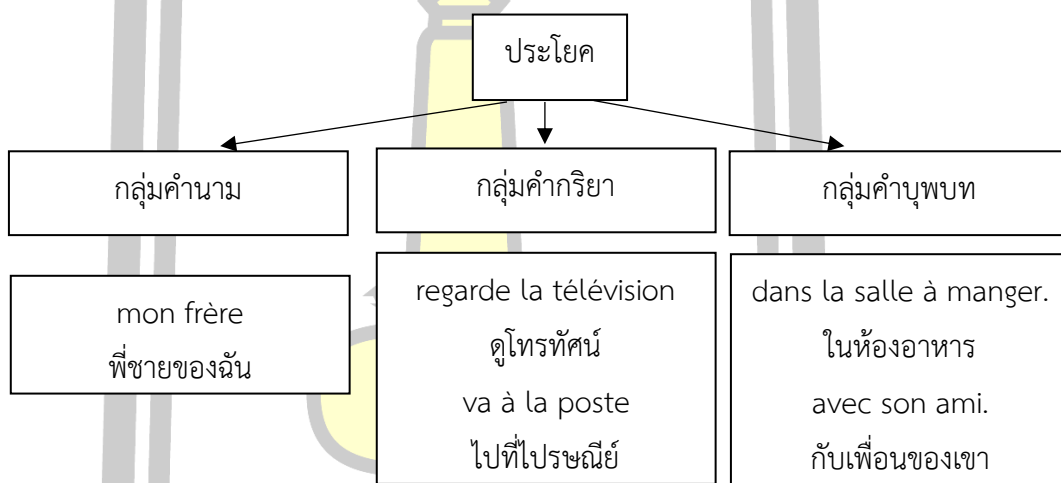 ประโยค
กลุ่มคำนาม
กลุ่มคำกริยา
กลุ่มคำบุพบท
mon frère
พี่ชายของฉัน
regarde la télévision
ดูโทรทัศน์
va à la poste
ไปที่ไปรษณีย์
dans la salle à manger.
ในห้องอาหาร
avec son ami.
กับเพื่อนของเขา